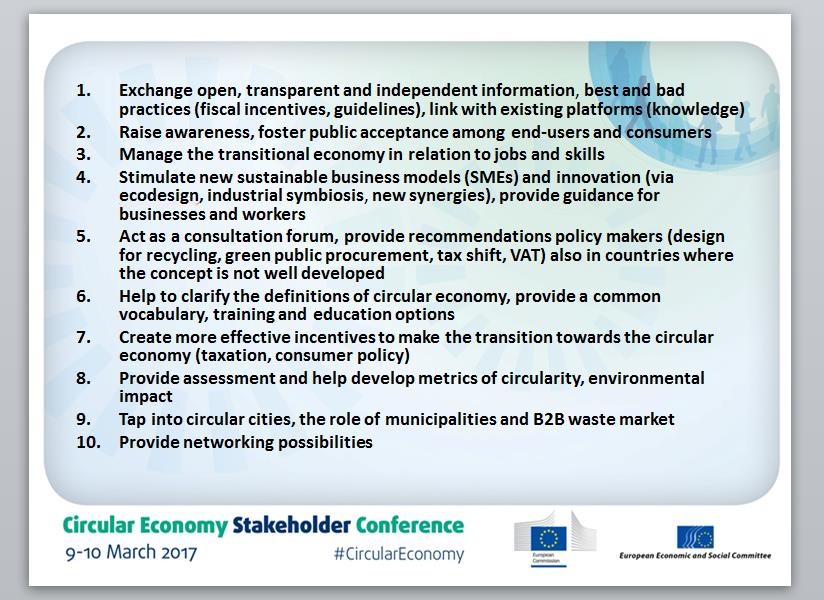 1. Exchange open, transparent and independent information, best and bad
practices (fiscal incentives, guidelines), link with existing platforms (knowledge)
2. Raise awareness, foster public acceptance among end-users and consumers
3. Manage the transitional economy in relation to jobs and skills
4. Stimulate new sustainable business models (SMEs) and innovation (via
ecodesign, industrial symbiosis, new synergies), provide guidance for
businesses and workers
5. Act as a consultation forum, provide recommendations policy makers (design
for recycling, green public procurement, tax shift, VAT) also in countries where
the concept is not well developed
6. Help to clarify the definitions of circular economy, provide a common
vocabulary, training and education options
7. Create more effective incentives to make the transition towards the circular
economy (taxation, consumer policy)
8. Provide assessment and help develop metrics of circularity, environmental
impact
9. Tap into circular cities, the role of municipalities and B2B waste market
10. Provide networking possibilities
Circular Economy Stakeholder Conference
9-10 March 2017
#CircularEconomy
European
Commission
European Economic and Social Committee